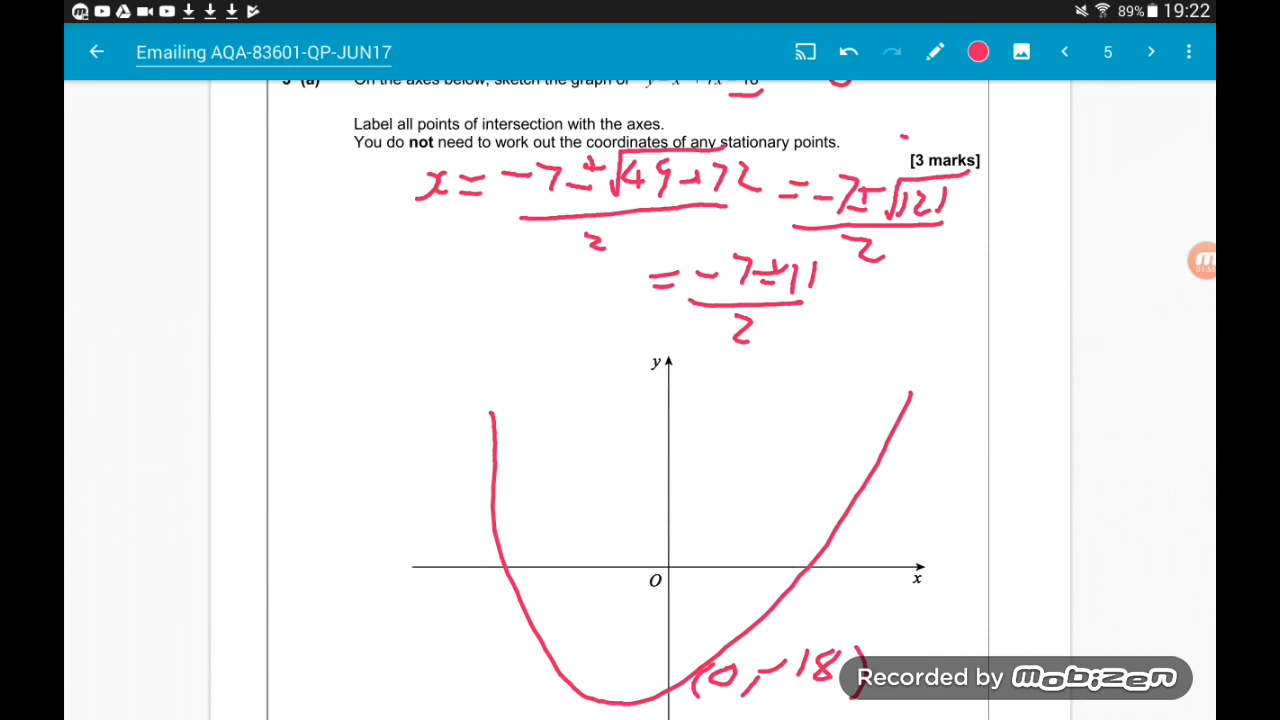 89% 19:22
Emailing AQA-83601-QP-JUN17
5
Label all points of intersection with the axes.
You do not need to work out the coordinates of any stationary points.
[3 marks]
x = -7 ± √49+72 / 2 = -7 ± √121 / 2
= -7 ± 11 / 2
y
O
x
(0, -18)
Recorded by mobizen